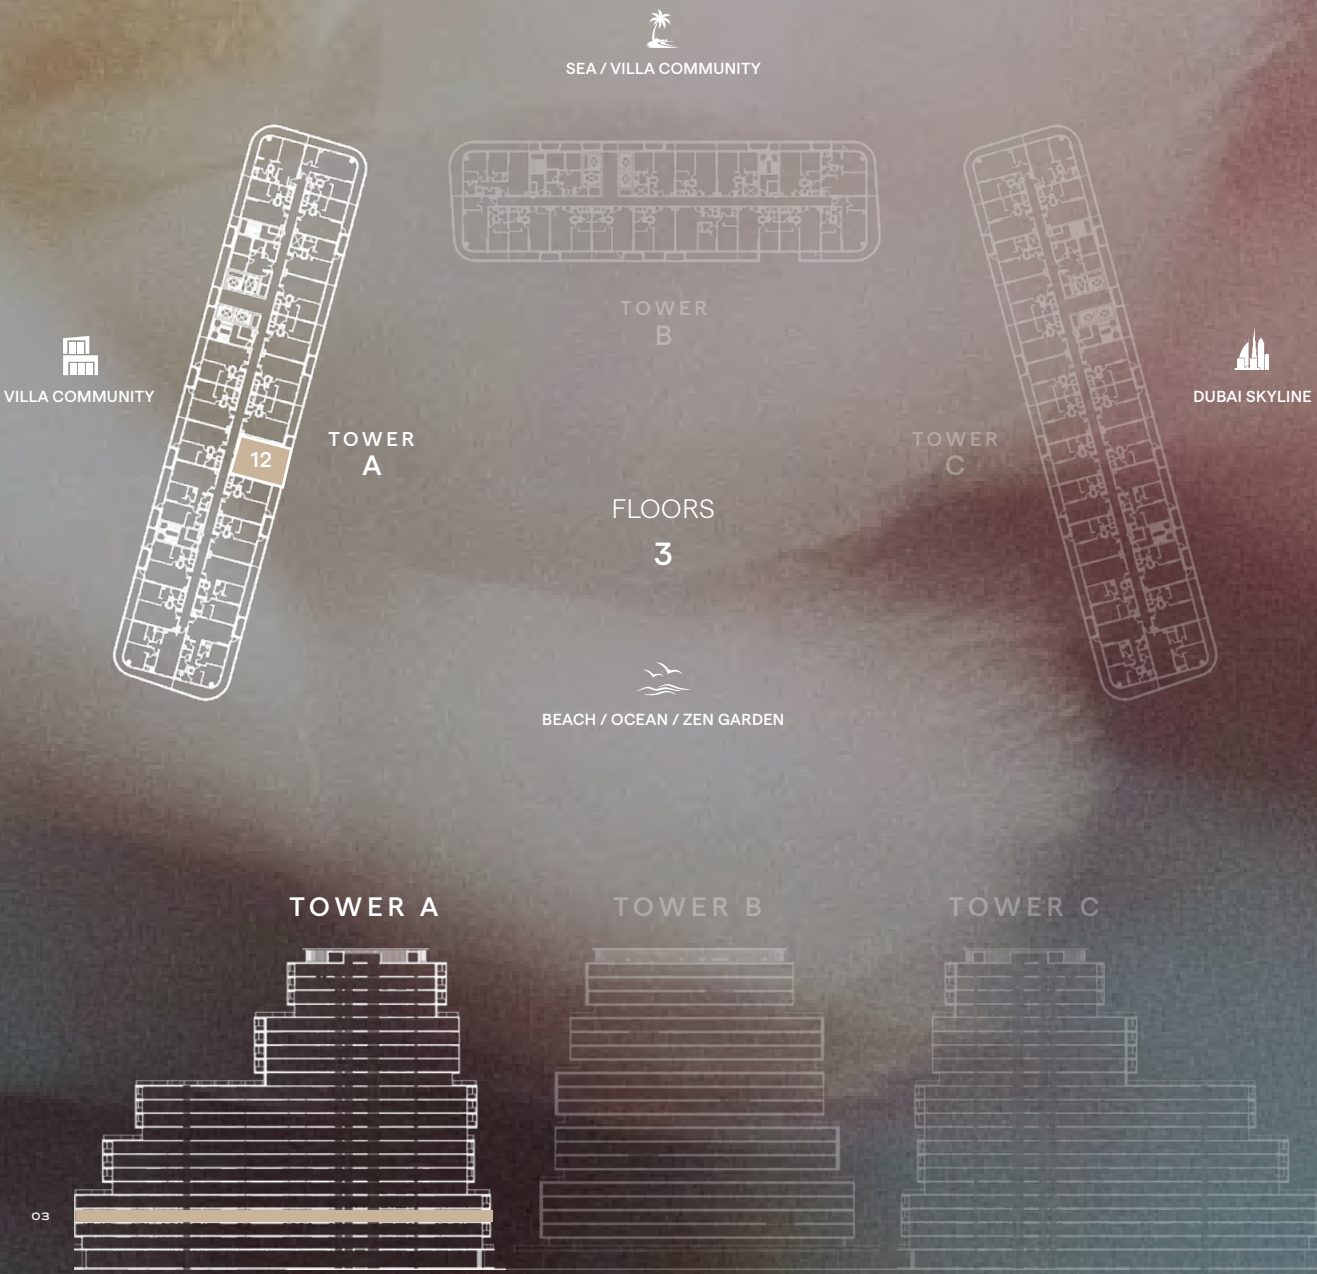 SEA / VILLA COMMUNITY
TOWER
B
VILLA COMMUNITY
DUBAI SKYLINE
TOWER
A
TOWER
C
12
FLOORS
3
BEACH / OCEAN / ZEN GARDEN
TOWER A
TOWER B
TOWER C
03